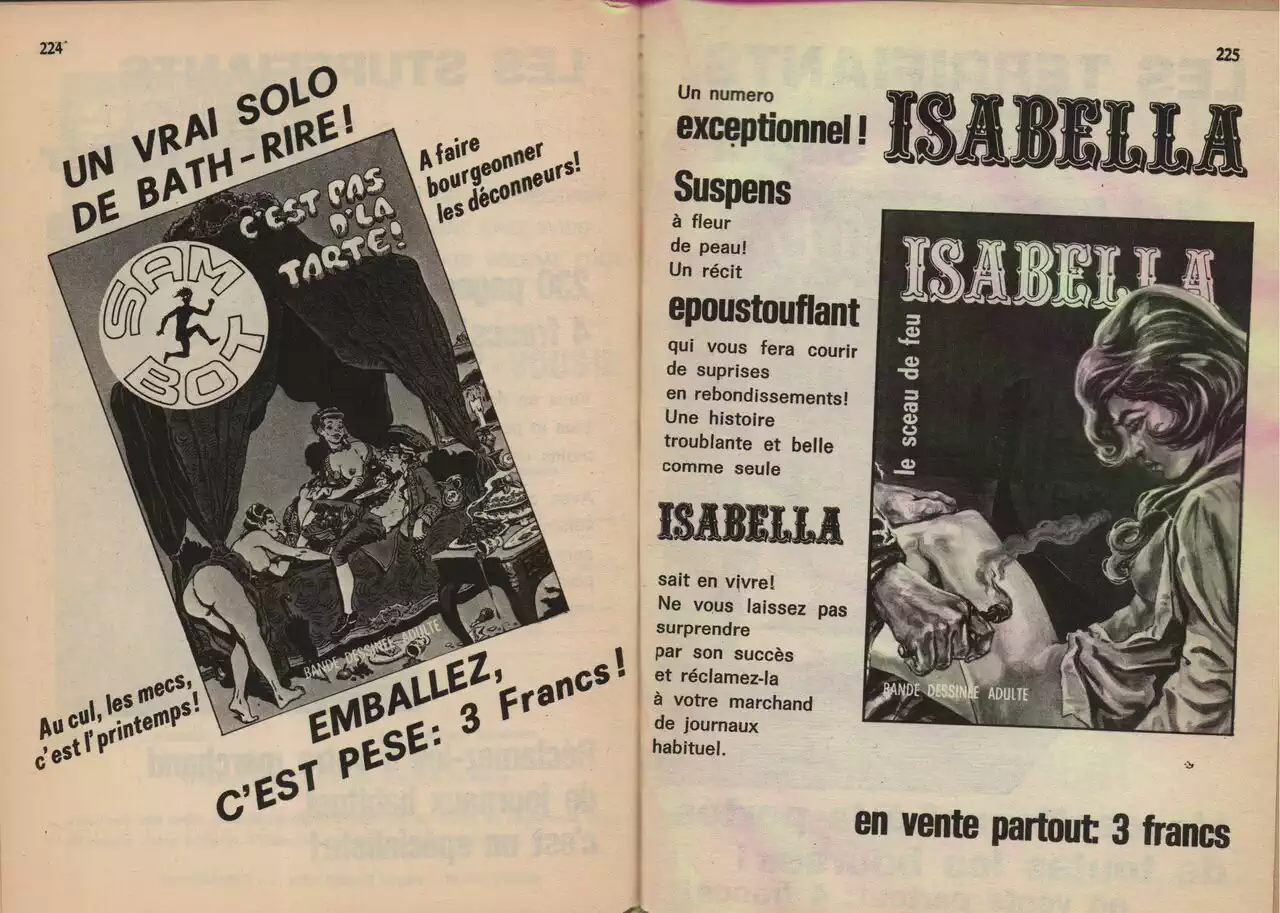 224
UN VRAI SOLO
DE BATH-RIRE!
A faire
bourgeonner
les déconneurs!
C'EST PAS
D'LA
TARTE!
SAM
BOT
BANDE DESSINEE ADULTE
Au cul, les mecs,
c'est l'printemps!
EMBALLEZ,
C'EST PESE: 3 Francs!
225
Un numero
exceptionnel!
ISABELLA
Suspens
à fleur
de peau!
Un récit
epoustouflant
qui vous fera courir
de suprises
en rebondissements!
Une histoire
troublante et belle
comme seule
ISABELLA
sait en vivre!
Ne vous laissez pas
surprendre
par son succès
et réclamez-la
à votre marchand
de journaux
habituel.
ISABELLA
le sceau de feu
BANDE DESSINÉE ADULTE
en vente partout: 3 francs